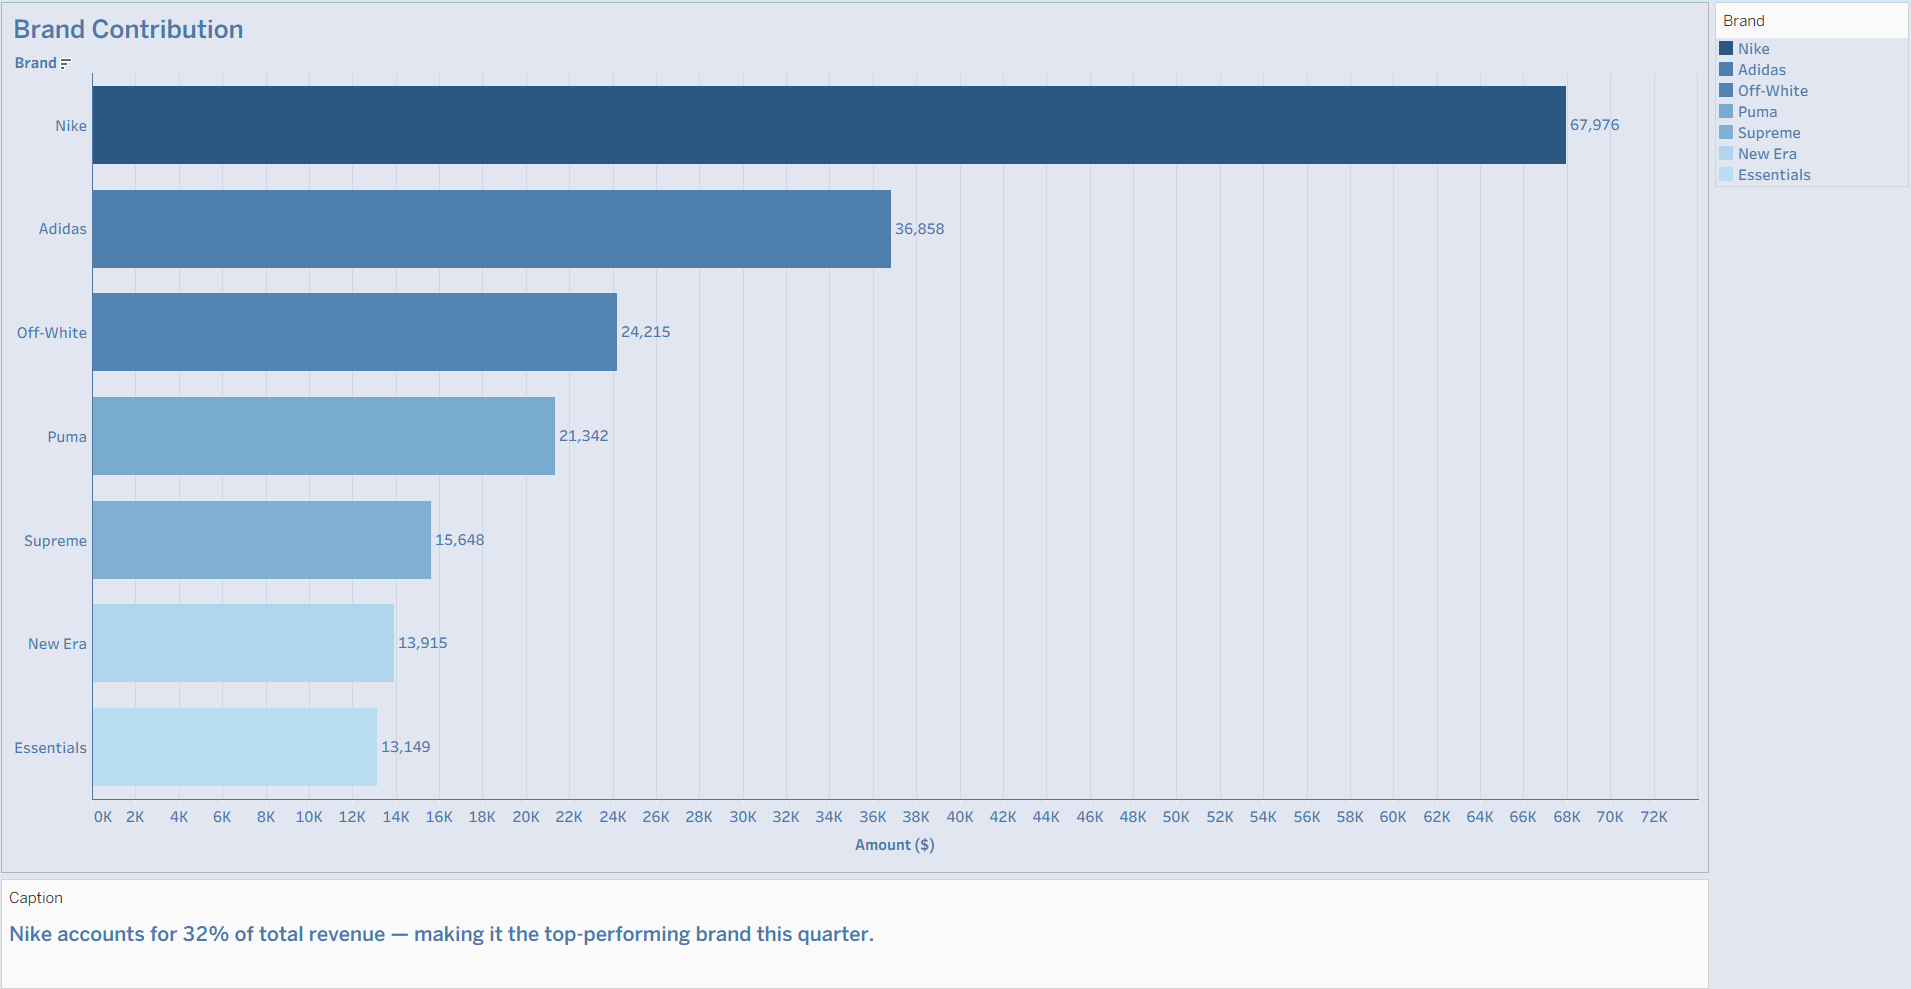 Brand Contribution
Brand
Nike
67,976
Adidas
36,858
Off-White
24,215
Puma
21,342
Supreme
15,648
New Era
13,915
Essentials
13,149
0K 2K 4K 6K 8K 10K 12K 14K 16K 18K 20K 22K 24K 26K 28K 30K 32K 34K 36K 38K 40K 42K 44K 46K 48K 50K 52K 54K 56K 58K 60K 62K 64K 66K 68K 70K 72K
Amount ($)
Brand
Nike
Adidas
Off-White
Puma
Supreme
New Era
Essentials
Caption
Nike accounts for 32% of total revenue — making it the top-performing brand this quarter.